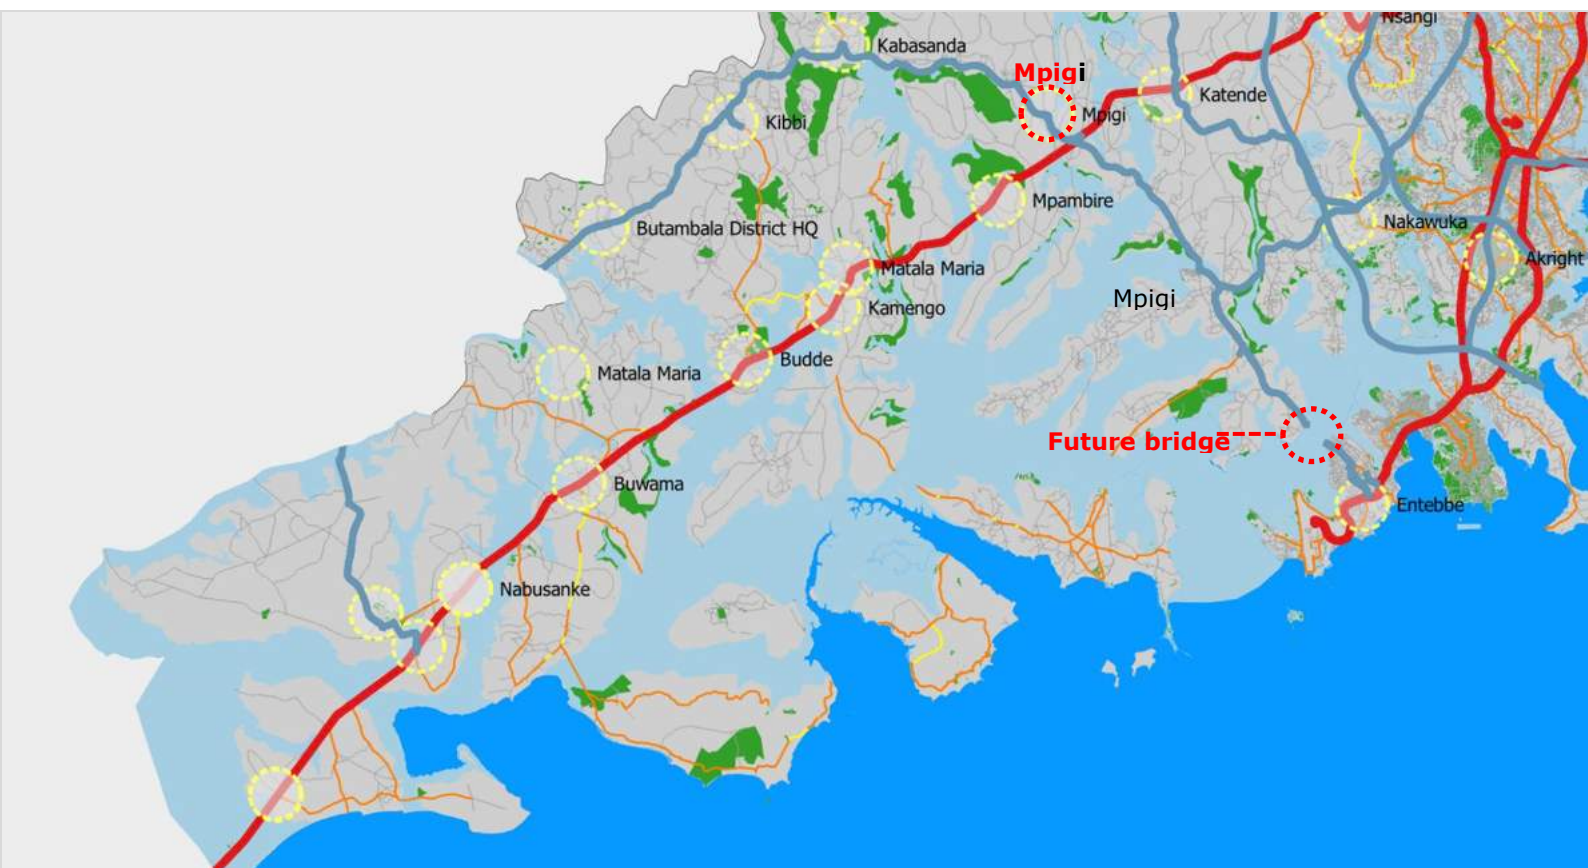 Nsangi
Kabasanda
Mpigi
Katende
Kibbi
Mpigi
Mpambire
Butambala District HQ
Nakawuka
Akright
Matala Maria
Mpigi
Kamengo
Budde
Matala Maria
Future bridge
Buwama
Entebbe
Nabusanke